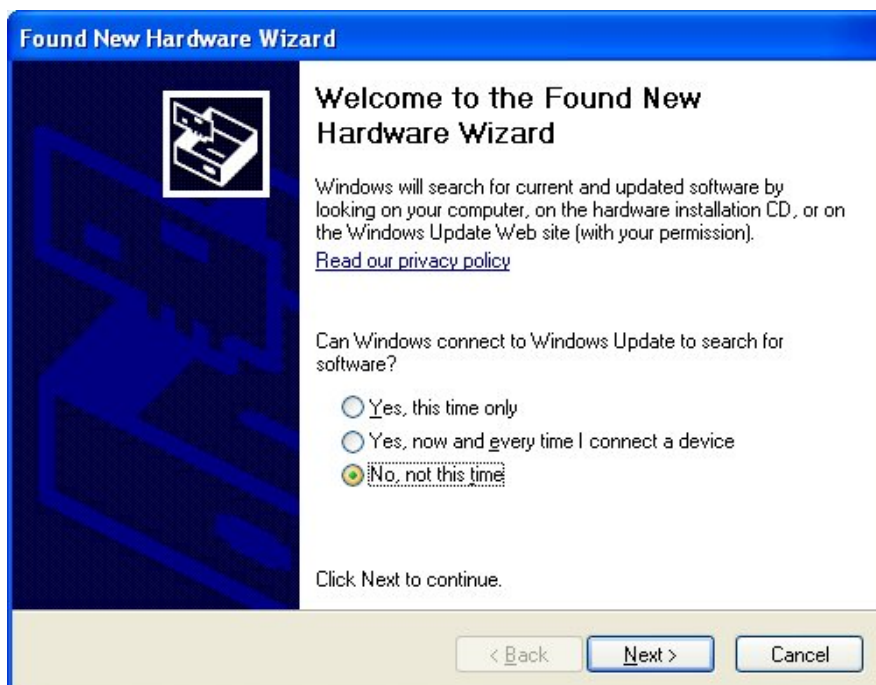 Found New Hardware Wizard
Welcome to the Found New
Hardware Wizard
Windows will search for current and updated software by
looking on your computer, on the hardware installation CD, or on
the Windows Update Web site (with your permission).
Read our privacy policy
Can Windows connect to Windows Update to search for
software?
Yes, this time only
Yes, now and every time I connect a device
No, not this time
Click Next to continue.
< Back Next > Cancel